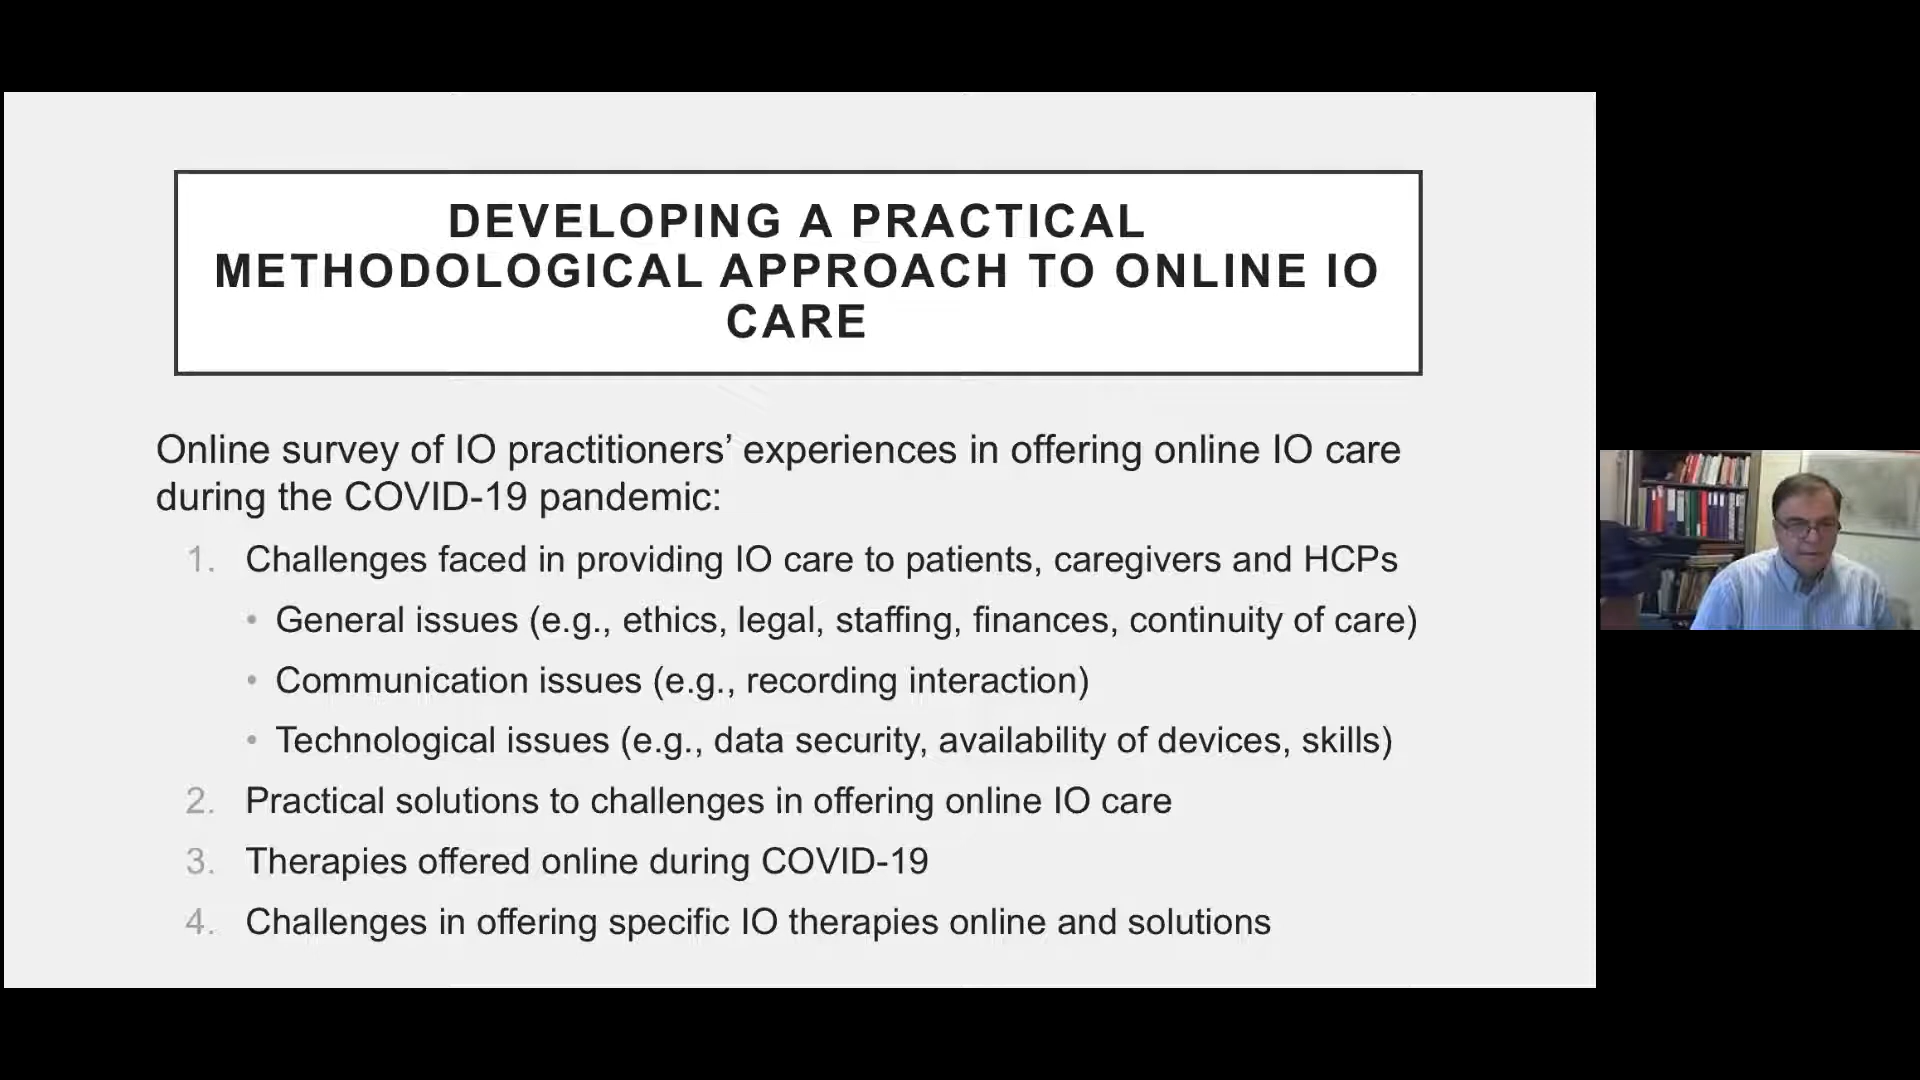 DEVELOPING A PRACTICAL
METHODOLOGICAL APPROACH TO ONLINE IO
CARE
Online survey of IO practitioners’ experiences in offering online IO care
during the COVID-19 pandemic:
1. Challenges faced in providing IO care to patients, caregivers and HCPs
• General issues (e.g., ethics, legal, staffing, finances, continuity of care)
• Communication issues (e.g., recording interaction)
• Technological issues (e.g., data security, availability of devices, skills)
2. Practical solutions to challenges in offering online IO care
3. Therapies offered online during COVID-19
4. Challenges in offering specific IO therapies online and solutions